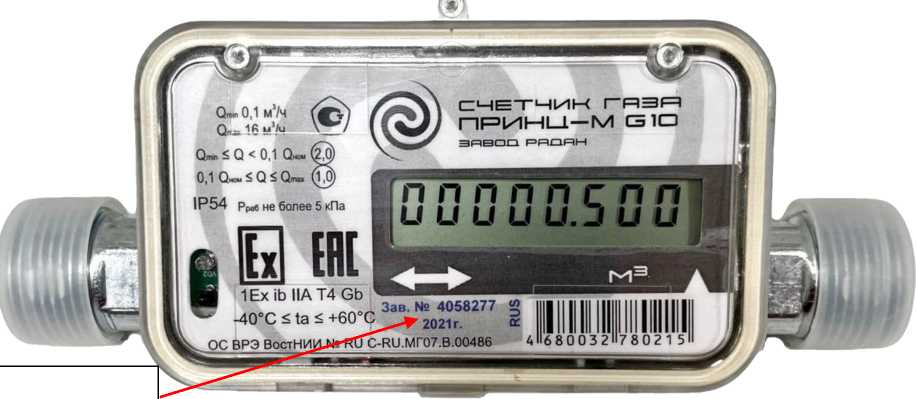 Qmin 0,1 м³/ч
Qмах 16 м³/ч
Qmin ≤ Q < 0,1 Qном 2,0
0,1 Qном ≤ Q ≤ Qmax 1,0
IP54 Pраб не более 5 кПа
СЧЕТЧИК ГАЗА
ПРИНЦ-М G10
ЗАВОД РАДАН
00000.500
м³
Ex EAC
1Ex ib IIA T4 Gb
-40°C ≤ ta ≤ +60°C
ОС ВРЭ ВостНИИ № RU C-RU.МГ07.В.00486
Зав. № 4058277
2021г.
RUS
4 680032 780215
VD2